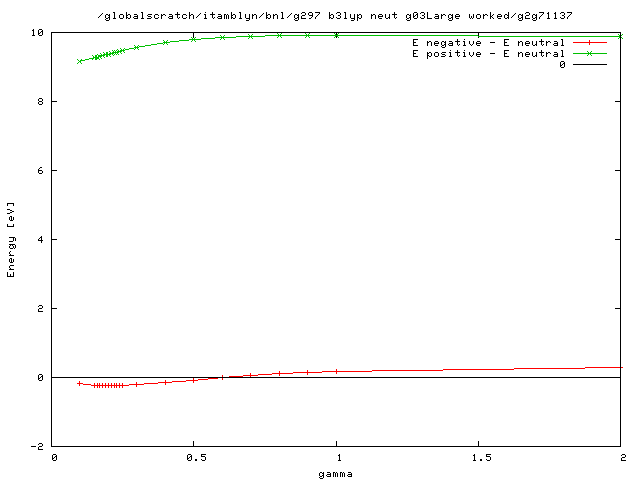 /globalscratch/itamblyn/bnl/g297 b3lyp neut g03Large worked/g2g71137
E negative - E neutral
E positive - E neutral
0
10
8
6
4
2
0
-2
Energy [eV]
0 0.5 1 1.5 2
gamma